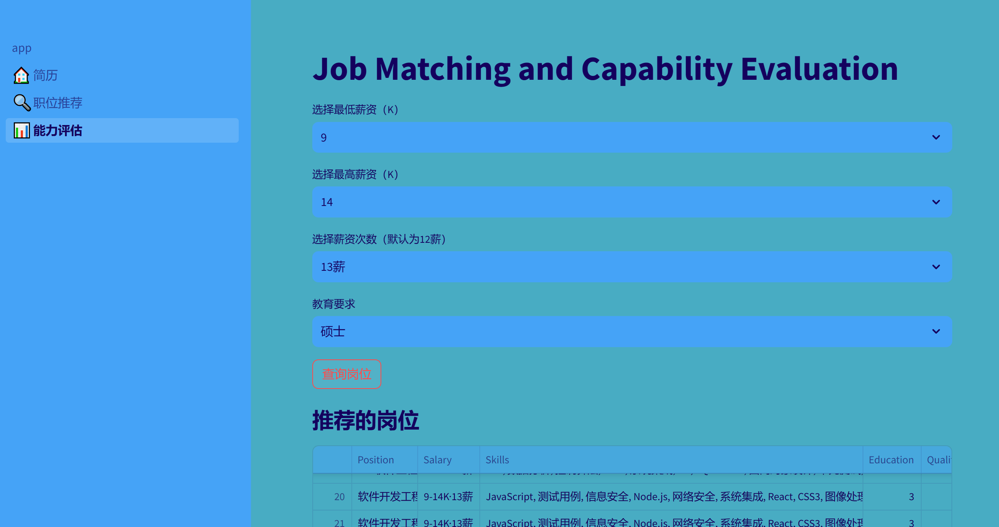 app
简历
职位推荐
能力评估
Job Matching and Capability Evaluation
选择最低薪资（K）
9
选择最高薪资（K）
14
选择薪资次数（默认为12薪）
13薪
教育要求
硕士
查询岗位
推荐的岗位
Position Salary Skills Education Quali
20 软件开发工程 9-14K·13薪 JavaScript, 测试用例, 信息安全, Node.js, 网络安全, 系统集成, React, CSS3, 图像处理 3
21 软件开发工程 9-14K·13薪 JavaScript, 测试用例, 信息安全, Node.js, 网络安全, 系统集成, React, CSS3, 图像处理 3